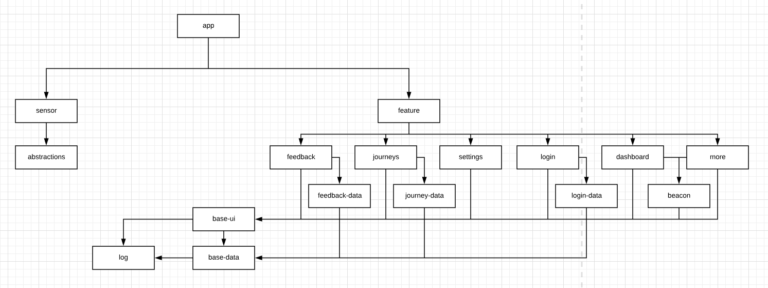 app
sensor
feature
abstractions
feedback
journeys
settings
login
dashboard
more
feedback-data
journey-data
login-data
beacon
base-ui
log
base-data